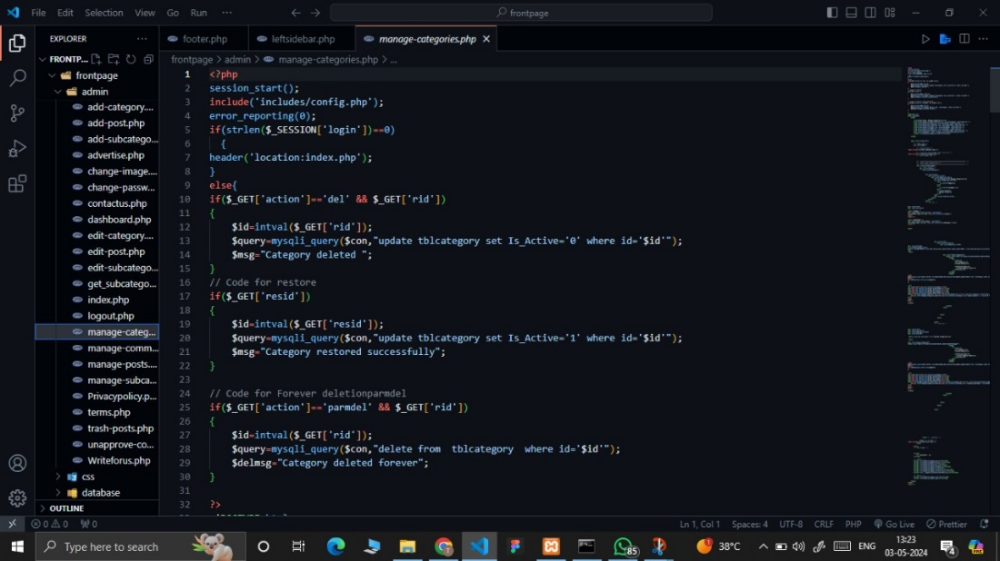 File Edit Selection View Go Run ··· frontpage
EXPLORER ···
footer.php leftsidebar.php manage-categories.php
FRONTP...
frontpage > admin > manage-categories.php > ...
frontpage
admin
add-category....
add-post.php
add-subcatego...
advertise.php
change-image....
change-passw...
contactus.php
dashboard.php
edit-category....
edit-post.php
edit-subcatego...
get_subcatego...
index.php
logout.php
manage-categ...
manage-comm...
manage-posts....
manage-subca...
Privacypolicy.p...
terms.php
trash-posts.php
unapprove-co...
Writeforus.php
css
database
OUTLINE
1 <?php
2 session_start();
3 include('includes/config.php');
4 error_reporting(0);
5 if(strlen($_SESSION['login'])==0)
6 {
7 header('location:index.php');
8 }
9 else{
10 if($_GET['action']=='del' && $_GET['rid'])
11 {
12 $id=intval($_GET['rid']);
13 $query=mysqli_query($con,"update tblcategory set Is_Active='0' where id='$id'");
14 $msg="Category deleted ";
15 }
16 // Code for restore
17 if($_GET['resid'])
18 {
19 $id=intval($_GET['resid']);
20 $query=mysqli_query($con,"update tblcategory set Is_Active='1' where id='$id'");
21 $msg="Category restored successfully";
22 }
23
24 // Code for Forever deletionparmdel
25 if($_GET['action']=='parmdel' && $_GET['rid'])
26 {
27 $id=intval($_GET['rid']);
28 $query=mysqli_query($con,"delete from  tblcategory  where id='$id'");
29 $delmsg="Category deleted forever";
30 }
31
32 ?>
0 0 0 Ln 1, Col 1 Spaces: 4 UTF-8 CRLF PHP Go Live Prettier
Type here to search 85 38°C ENG 13:23
03-05-2024 4